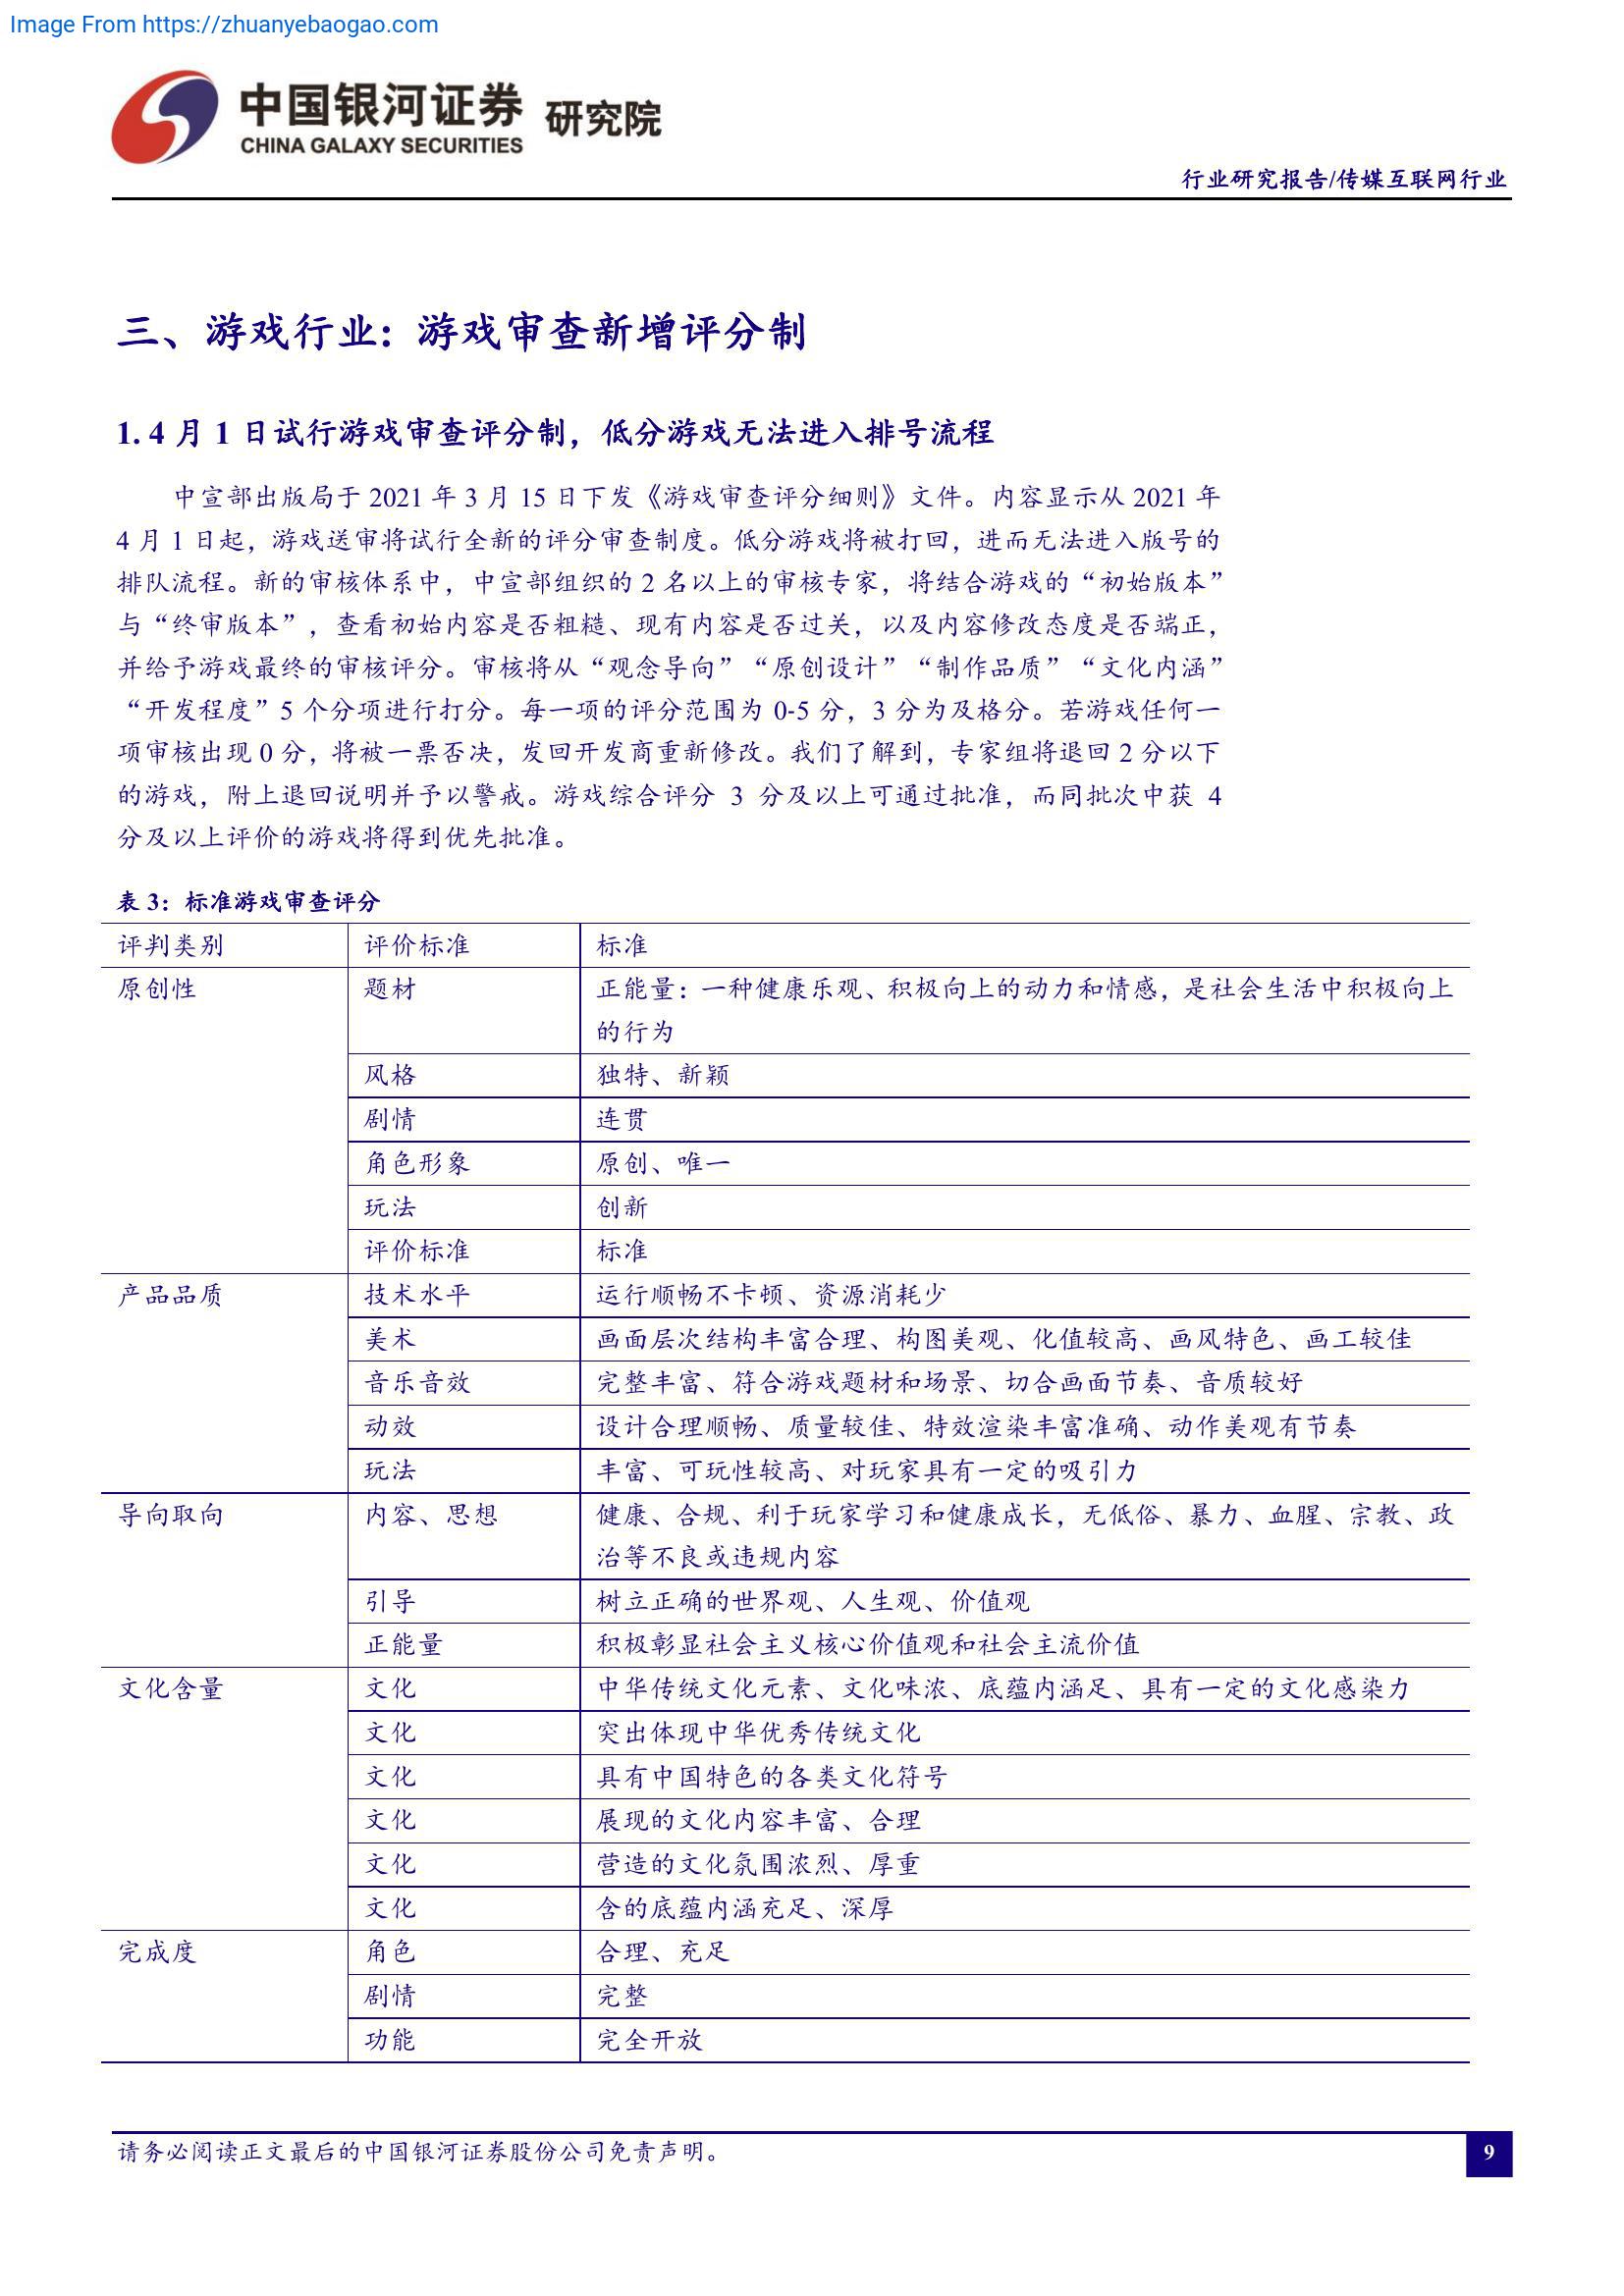 Image From https://zhuanyebaogao.com
中国银河证券 研究院
CHINA GALAXY SECURITIES
行业研究报告/传媒互联网行业
三、游戏行业：游戏审查新增评分制
1. 4 月 1 日试行游戏审查评分制，低分游戏无法进入排号流程
中宣部出版局于 2021 年 3 月 15 日下发《游戏审查评分细则》文件。内容显示从 2021 年
4 月 1 日起，游戏送审将试行全新的评分审查制度。低分游戏将被打回，进而无法进入版号的
排队流程。新的审核体系中，中宣部组织的 2 名以上的审核专家，将结合游戏的“初始版本”
与“终审版本”，查看初始内容是否粗糙、现有内容是否过关，以及内容修改态度是否端正，
并给予游戏最终的审核评分。审核将从“观念导向”“原创设计”“制作品质”“文化内涵”
“开发程度”5 个分项进行打分。每一项的评分范围为 0-5 分，3 分为及格分。若游戏任何一
项审核出现 0 分，将被一票否决，发回开发商重新修改。我们了解到，专家组将退回 2 分以下
的游戏，附上退回说明并予以警戒。游戏综合评分 3 分及以上可通过批准，而同批次中获 4
分及以上评价的游戏将得到优先批准。
表 3：标准游戏审查评分
评判类别 评价标准 标准
原创性 题材 正能量：一种健康乐观、积极向上的动力和情感，是社会生活中积极向上
的行为
风格 独特、新颖
剧情 连贯
角色形象 原创、唯一
玩法 创新
评价标准 标准
产品品质 技术水平 运行顺畅不卡顿、资源消耗少
美术 画面层次结构丰富合理、构图美观、化值较高、画风特色、画工较佳
音乐音效 完整丰富、符合游戏题材和场景、切合画面节奏、音质较好
动效 设计合理顺畅、质量较佳、特效渲染丰富准确、动作美观有节奏
玩法 丰富、可玩性较高、对玩家具有一定的吸引力
导向取向 内容、思想 健康、合规、利于玩家学习和健康成长，无低俗、暴力、血腥、宗教、政
治等不良或违规内容
引导 树立正确的世界观、人生观、价值观
正能量 积极彰显社会主义核心价值观和社会主流价值
文化含量 文化 中华传统文化元素、文化味浓、底蕴内涵足、具有一定的文化感染力
文化 突出体现中华优秀传统文化
文化 具有中国特色的各类文化符号
文化 展现的文化内容丰富、合理
文化 营造的文化氛围浓烈、厚重
文化 含的底蕴内涵充足、深厚
完成度 角色 合理、充足
剧情 完整
功能 完全开放
请务必阅读正文最后的中国银河证券股份公司免责声明。
9